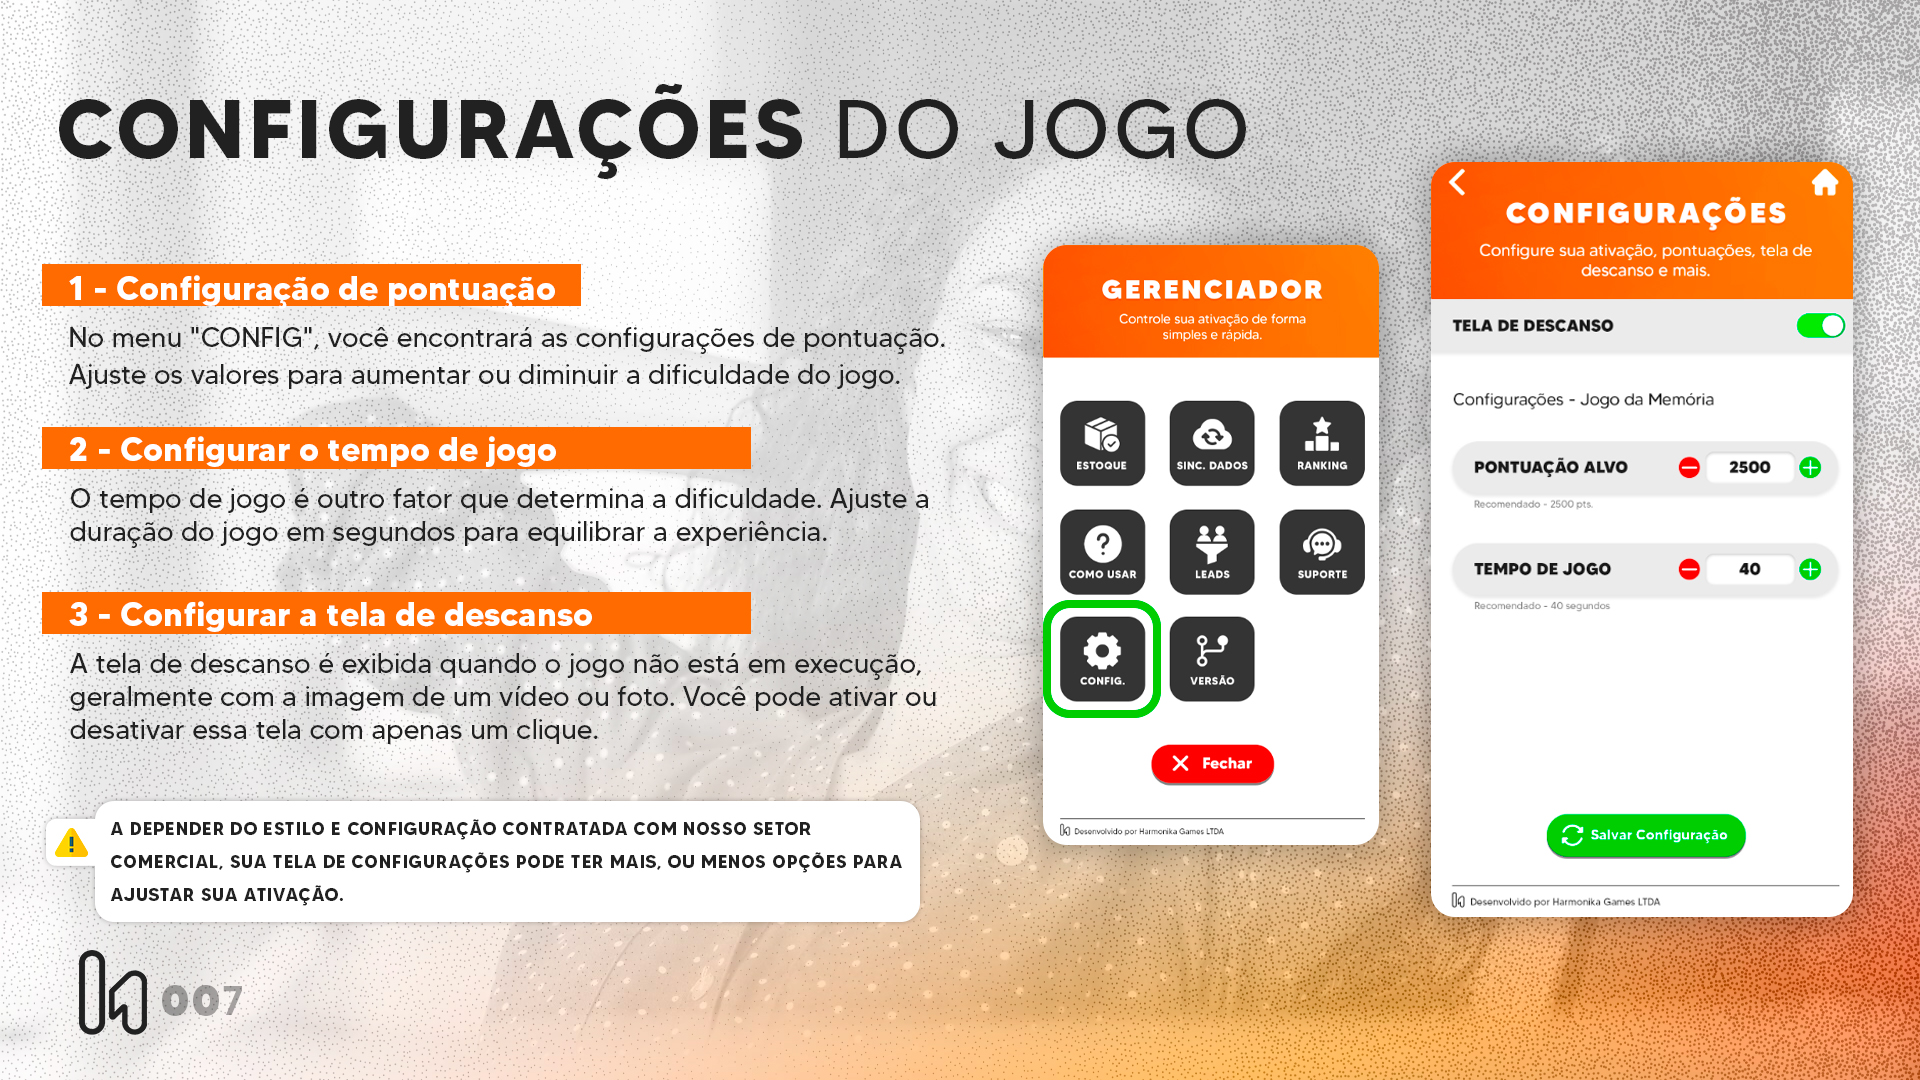 CONFIGURAÇÕES DO JOGO
1 - Configuração de pontuação
No menu "CONFIG", você encontrará as configurações de pontuação.
Ajuste os valores para aumentar ou diminuir a dificuldade do jogo.
2 - Configurar o tempo de jogo
O tempo de jogo é outro fator que determina a dificuldade. Ajuste a
duração do jogo em segundos para equilibrar a experiência.
3 - Configurar a tela de descanso
A tela de descanso é exibida quando o jogo não está em execução,
geralmente com a imagem de um vídeo ou foto. Você pode ativar ou
desativar essa tela com apenas um clique.
A DEPENDER DO ESTILO E CONFIGURAÇÃO CONTRATADA COM NOSSO SETOR
COMERCIAL, SUA TELA DE CONFIGURAÇÕES PODE TER MAIS, OU MENOS OPÇÕES PARA
AJUSTAR SUA ATIVAÇÃO.
007
GERENCIADOR
Controle sua ativação de forma
simples e rápida.
ESTOQUE
SINC. DADOS
RANKING
COMO USAR
LEADS
SUPORTE
CONFIG.
VERSÃO
Fechar
Desenvolvido por Harmonika Games LTDA
CONFIGURAÇÕES
Configure sua ativação, pontuações, tela de
descanso e mais.
TELA DE DESCANSO
Configurações - Jogo da Memória
PONTUAÇÃO ALVO 2500
Recomendado - 2500 pts.
TEMPO DE JOGO 40
Recomendado - 40 segundos
Salvar Configuração
Desenvolvido por Harmonika Games LTDA